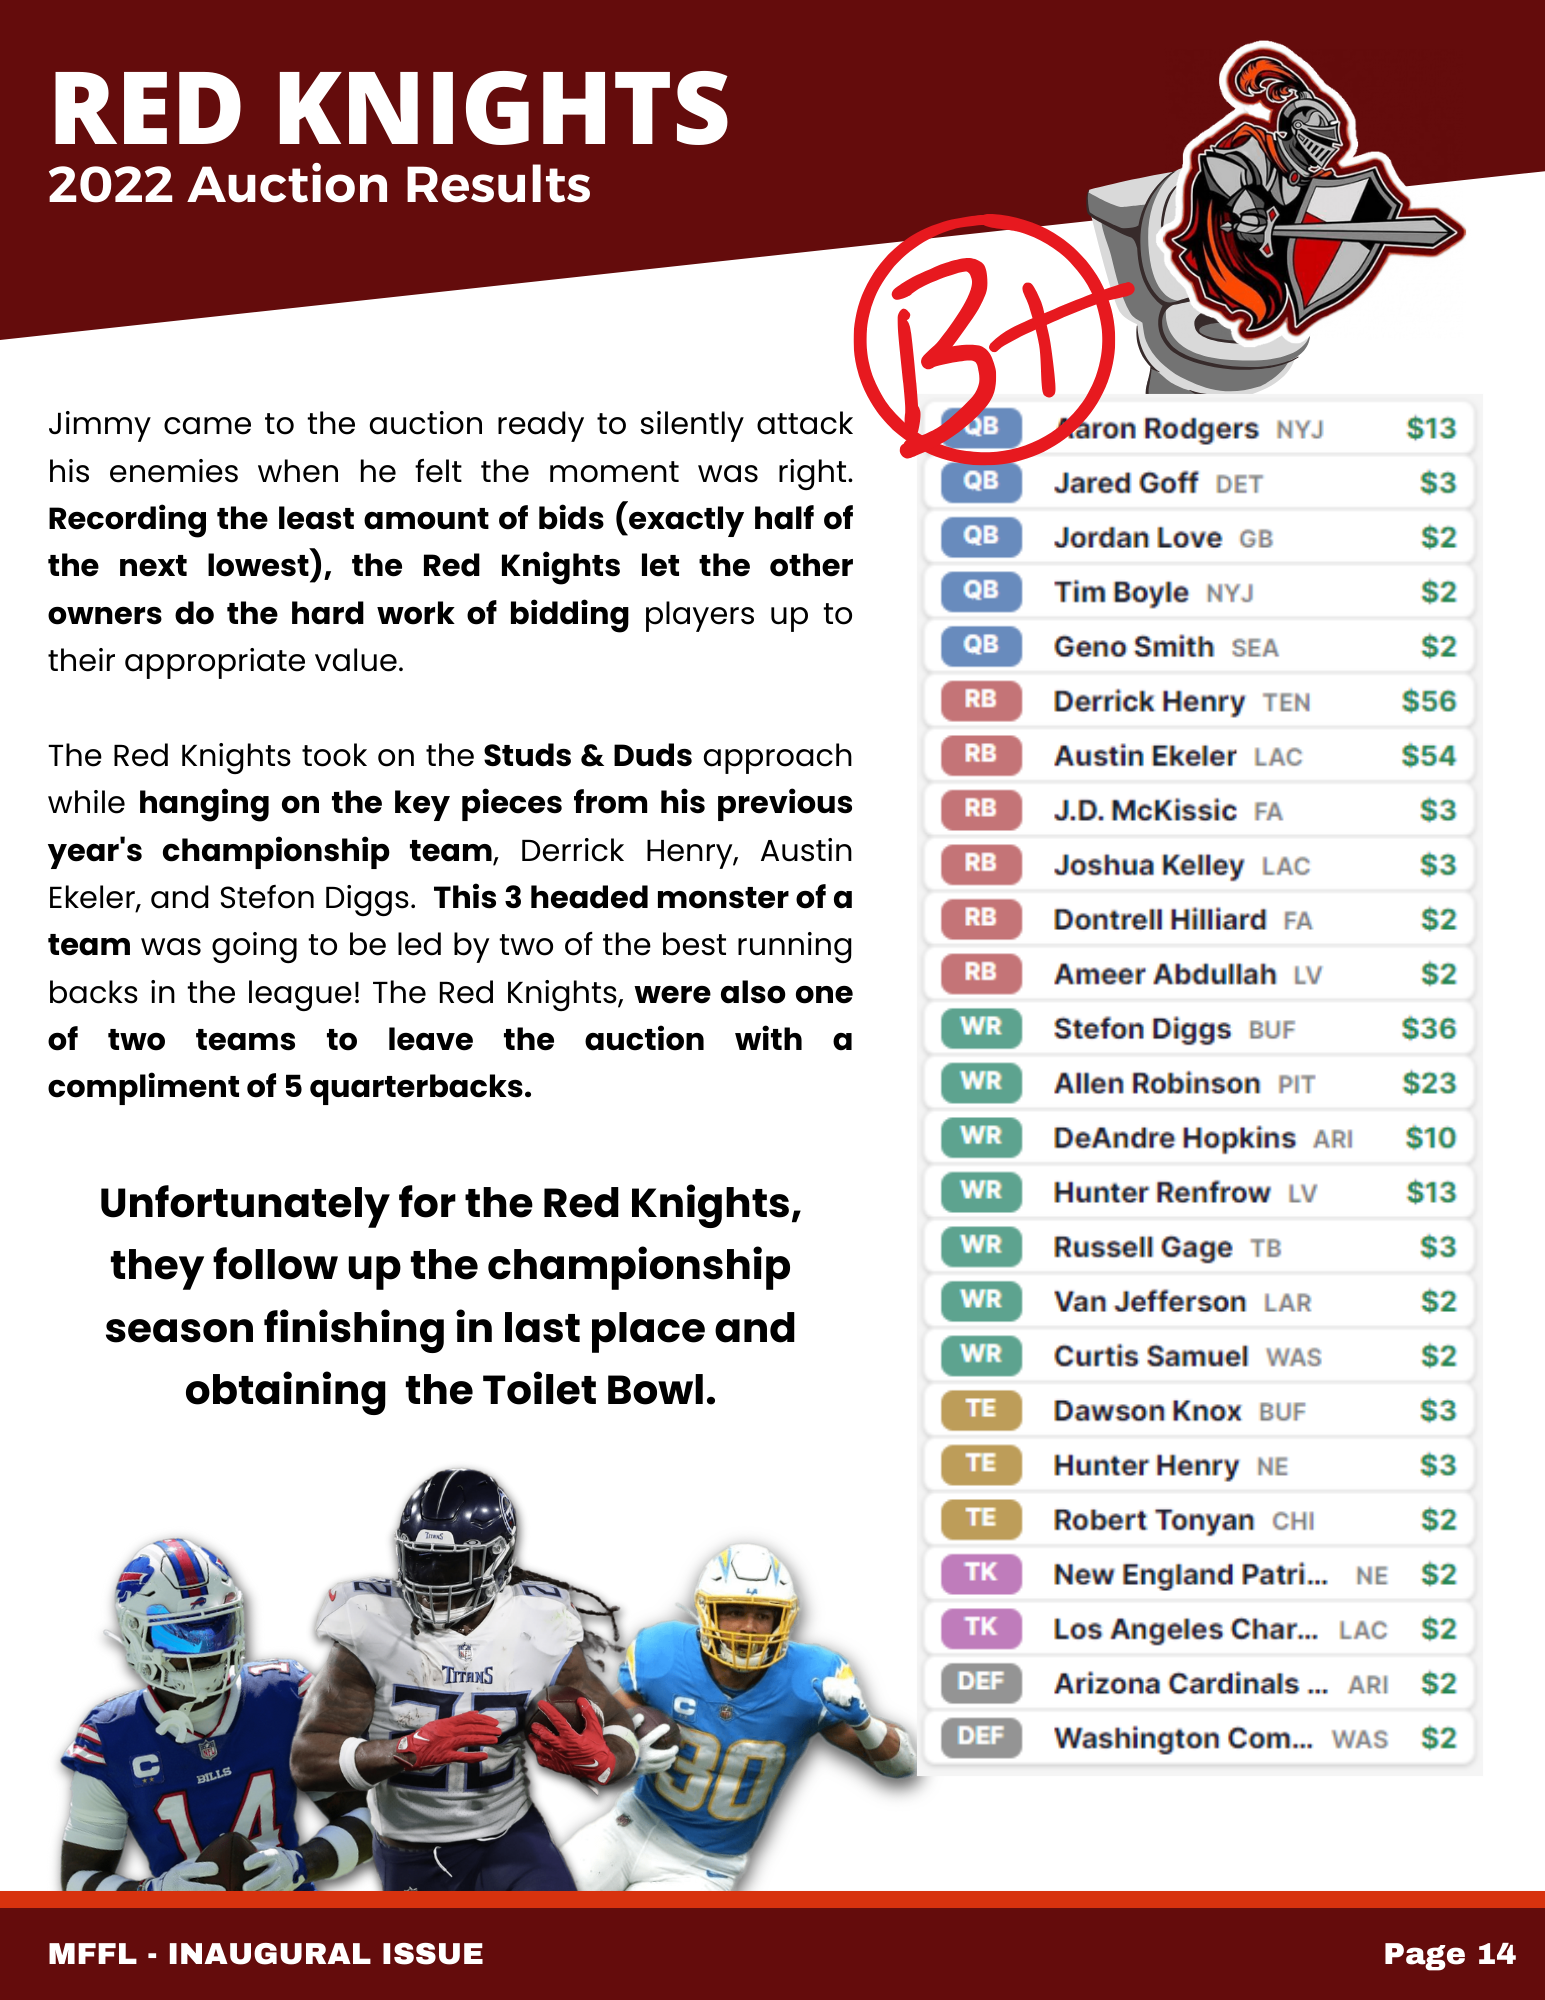 RED KNIGHTS
2022 Auction Results
B+
Jimmy came to the auction ready to silently attack
his enemies when he felt the moment was right.
Recording the least amount of bids (exactly half of
the next lowest), the Red Knights let the other
owners do the hard work of bidding players up to
their appropriate value.
The Red Knights took on the Studs & Duds approach
while hanging on the key pieces from his previous
year's championship team, Derrick Henry, Austin
Ekeler, and Stefon Diggs. This 3 headed monster of a
team was going to be led by two of the best running
backs in the league! The Red Knights, were also one
of two teams to leave the auction with a
compliment of 5 quarterbacks.
Unfortunately for the Red Knights,
they follow up the championship
season finishing in last place and
obtaining the Toilet Bowl.
QB Aaron Rodgers NYJ $13
QB Jared Goff DET $3
QB Jordan Love GB $2
QB Tim Boyle NYJ $2
QB Geno Smith SEA $2
RB Derrick Henry TEN $56
RB Austin Ekeler LAC $54
RB J.D. McKissic FA $3
RB Joshua Kelley LAC $3
RB Dontrell Hilliard FA $2
RB Ameer Abdullah LV $2
WR Stefon Diggs BUF $36
WR Allen Robinson PIT $23
WR DeAndre Hopkins ARI $10
WR Hunter Renfrow LV $13
WR Russell Gage TB $3
WR Van Jefferson LAR $2
WR Curtis Samuel WAS $2
TE Dawson Knox BUF $3
TE Hunter Henry NE $3
TE Robert Tonyan CHI $2
TK New England Patri... NE $2
TK Los Angeles Char... LAC $2
DEF Arizona Cardinals ... ARI $2
DEF Washington Com... WAS $2
C
BILLS
14
TITANS
22
C
30
MFFL - INAUGURAL ISSUE
Page 14